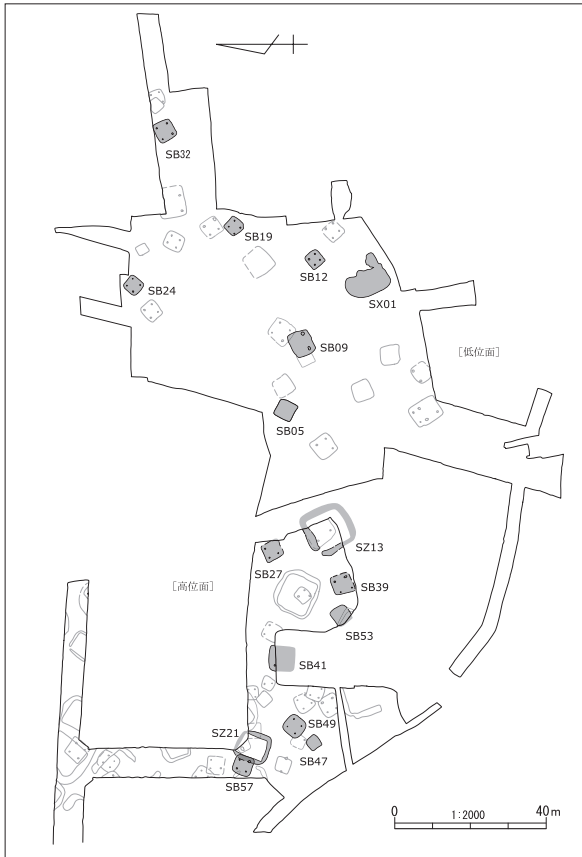 SB32
SB19
SB12
SB24
SX01
SB09
[低位面]
SB05
SZ13
SB27
[高位面]
SB39
SB53
SB41
SZ21
SB49
SB47
SB57
0 1:2000 40m